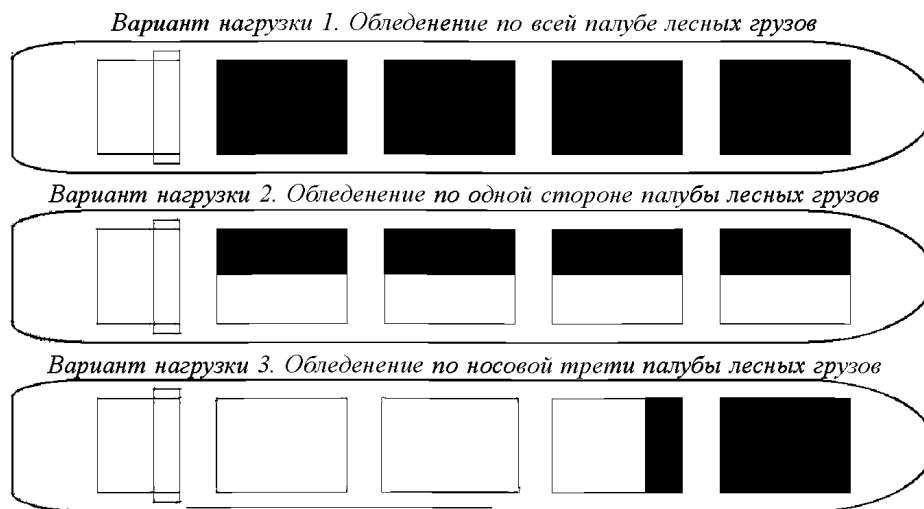 Вариант нагрузки 1. Обледенение по всей палубе лесных грузов
Вариант нагрузки 2. Обледенение по одной стороне палубы лесных грузов
Вариант нагрузки 3. Обледенение по носовой трети палубы лесных грузов